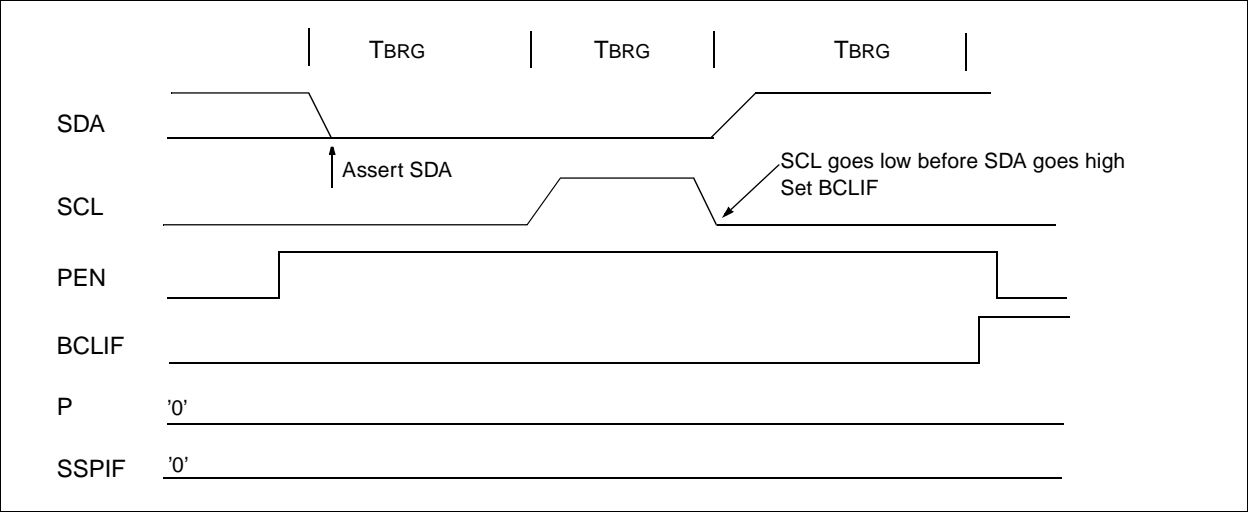 TBRG TBRG TBRG
SDA
Assert SDA
SCL goes low before SDA goes high
Set BCLIF
SCL
PEN
BCLIF
P '0'
SSPIF '0'